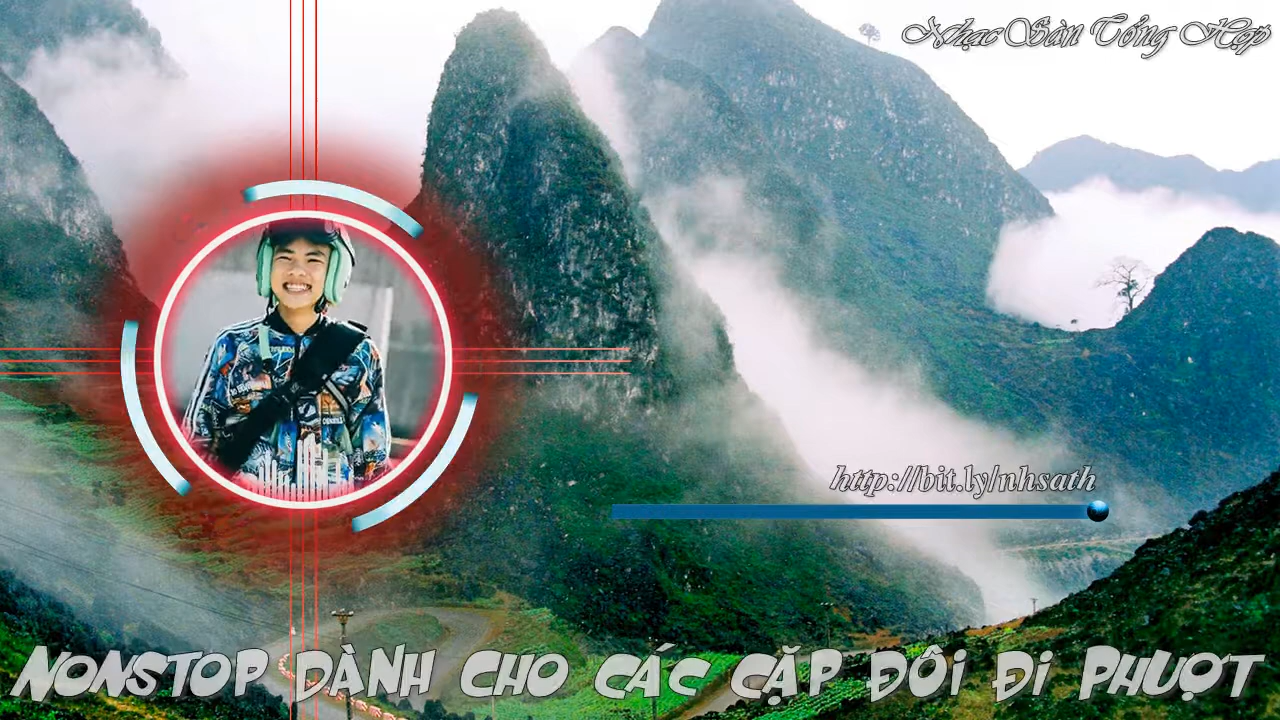 Nhạc Sàn Tổng Hợp
http://bit.ly/nhsath
NONSTOP DÀNH CHO CÁC CẶP ĐÔI ĐI PHƯỢT